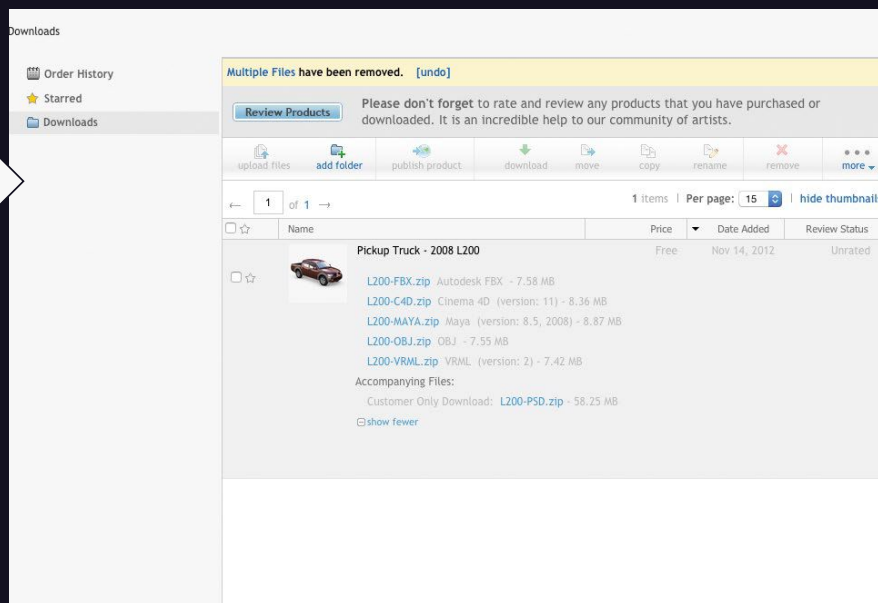 Downloads
Order History
Starred
Downloads
Multiple Files have been removed. [undo]
Review Products
Please don't forget to rate and review any products that you have purchased or
downloaded. It is an incredible help to our community of artists.
upload files add folder publish product download move copy rename remove more
← 1 of 1 →
1 items | Per page: 15 | hide thumbnail
Name Price Date Added Review Status
Pickup Truck - 2008 L200 Free Nov 14, 2012 Unrated
L200-FBX.zip Autodesk FBX - 7.58 MB
L200-C4D.zip Cinema 4D (version: 11) - 8.36 MB
L200-MAYA.zip Maya (version: 8.5, 2008) - 8.87 MB
L200-OBJ.zip OBJ - 7.55 MB
L200-VRML.zip VRML (version: 2) - 7.42 MB
Accompanying Files:
Customer Only Download: L200-PSD.zip - 58.25 MB
show fewer